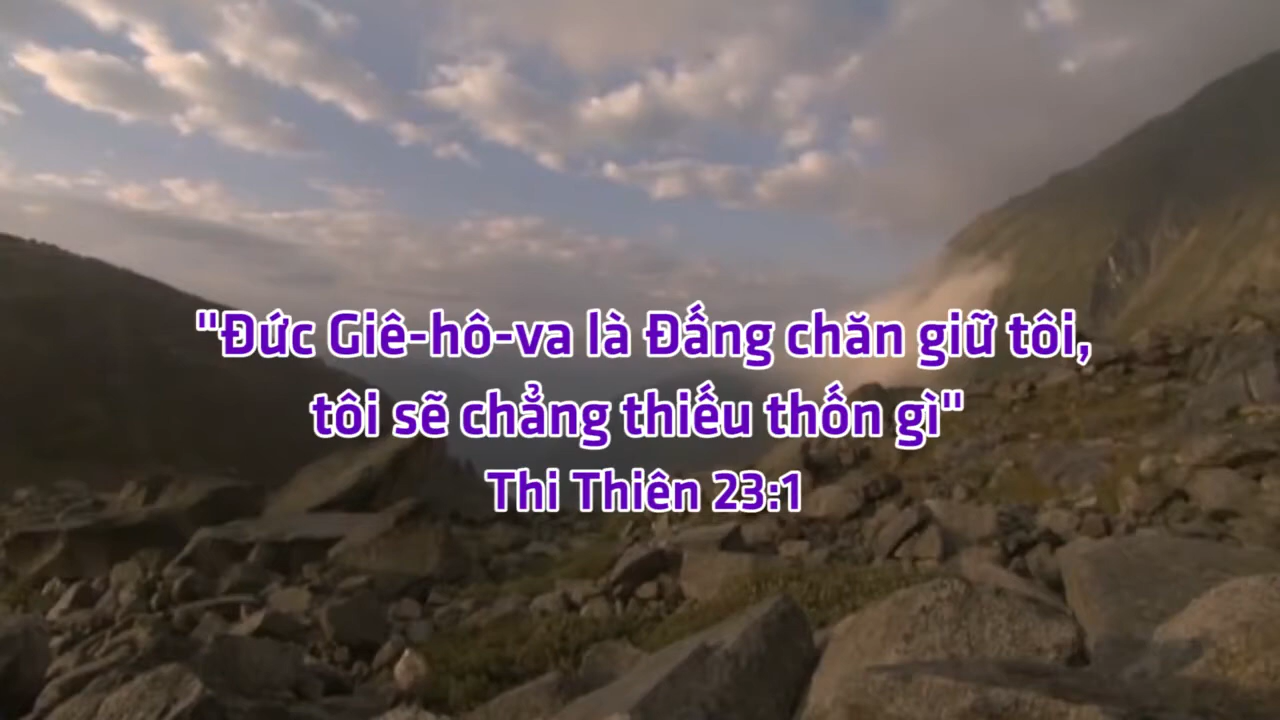 "Đức Giê-hô-va là Đấng chăn giữ tôi,
tôi sẽ chẳng thiếu thốn gì"
Thi Thiên 23:1